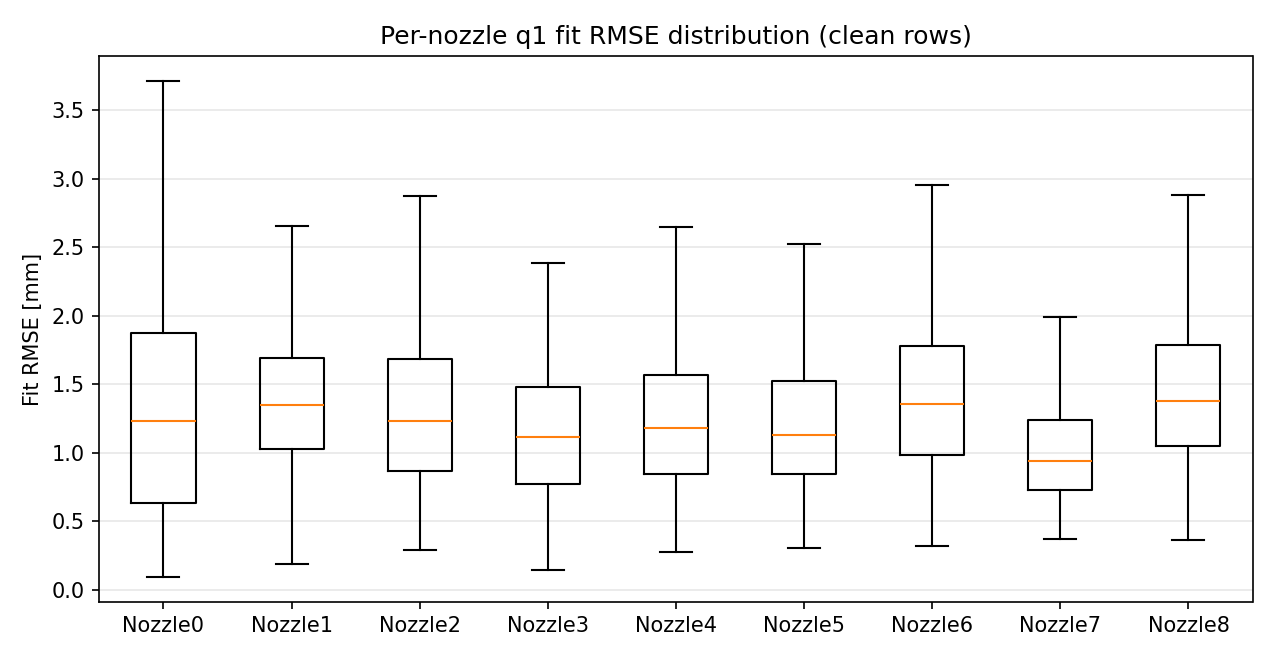 Per-nozzle q1 fit RMSE distribution (clean rows)
Fit RMSE [mm]
3.5
3.0
2.5
2.0
1.5
1.0
0.5
0.0
Nozzle0 Nozzle1 Nozzle2 Nozzle3 Nozzle4 Nozzle5 Nozzle6 Nozzle7 Nozzle8